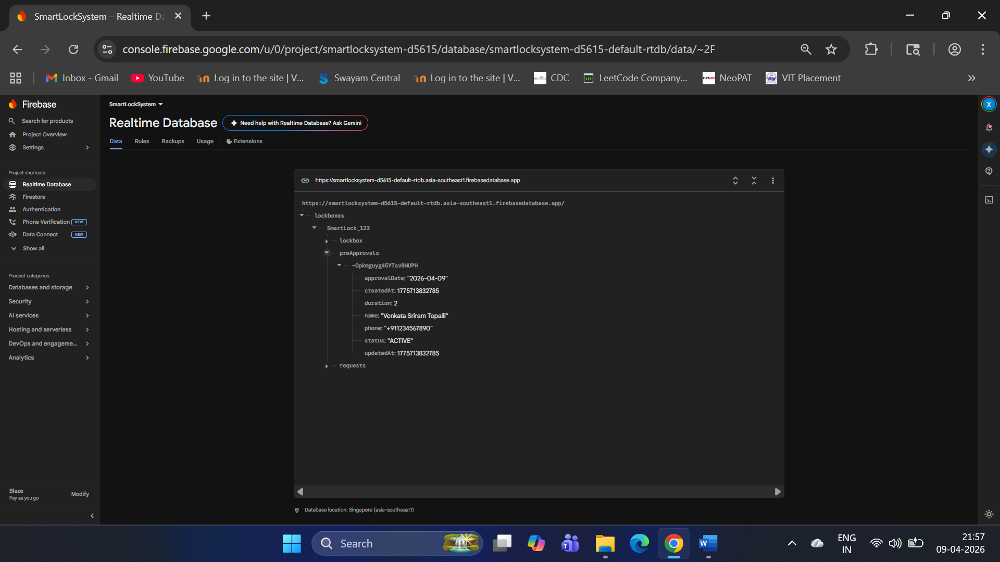 SmartLockSystem – Realtime Da
console.firebase.google.com/u/0/project/smartlocksystem-d5615/database/smartlocksystem-d5615-default-rtdb/data/~2F
Inbox - Gmail
YouTube
Log in to the site | V...
Swayam Central
Log in to the site | V...
CDC
LeetCode Company...
NeoPAT
VIT Placement
Firebase
Search for products
Project Overview
Settings
Project shortcuts
Realtime Database
Firestore
Authentication
Phone Verification NEW
Data Connect NEW
Show all
Product categories
Databases and storage
Security
AI services
Hosting and serverless
DevOps and engageme...
Analytics
Blaze
Pay as you go
Modify
SmartLockSystem
Realtime Database
Need help with Realtime Database? Ask Gemini
Data
Rules
Backups
Usage
Extensions
https://smartlocksystem-d5615-default-rtdb.asia-southeast1.firebasedatabase.app
https://smartlocksystem-d5615-default-rtdb.asia-southeast1.firebasedatabase.app/
lockboxes
SmartLock_123
lockbox
preApprovals
-Opkmguyg45YTsvBNUPH
approvalDate: "2026-04-09"
createdAt: 1775713832785
duration: 2
name: "Venkata Sriram Topalli"
phone: "+911234567890"
status: "ACTIVE"
updatedAt: 1775713832785
requests
Database location: Singapore (asia-southeast1)
X
Search
ENG
IN
21:57
09-04-2026